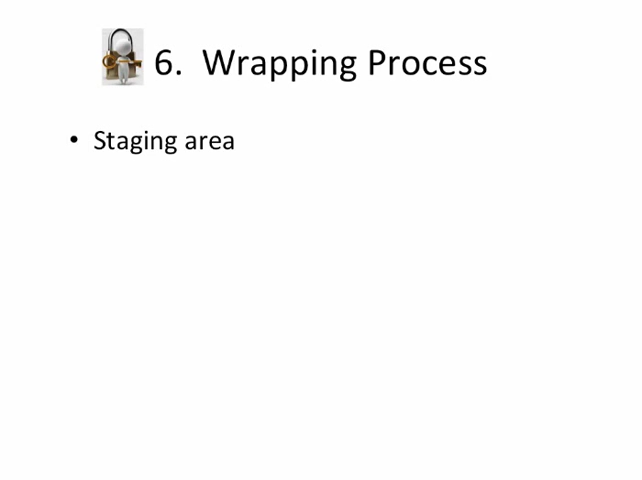 6. Wrapping Process
• Staging area